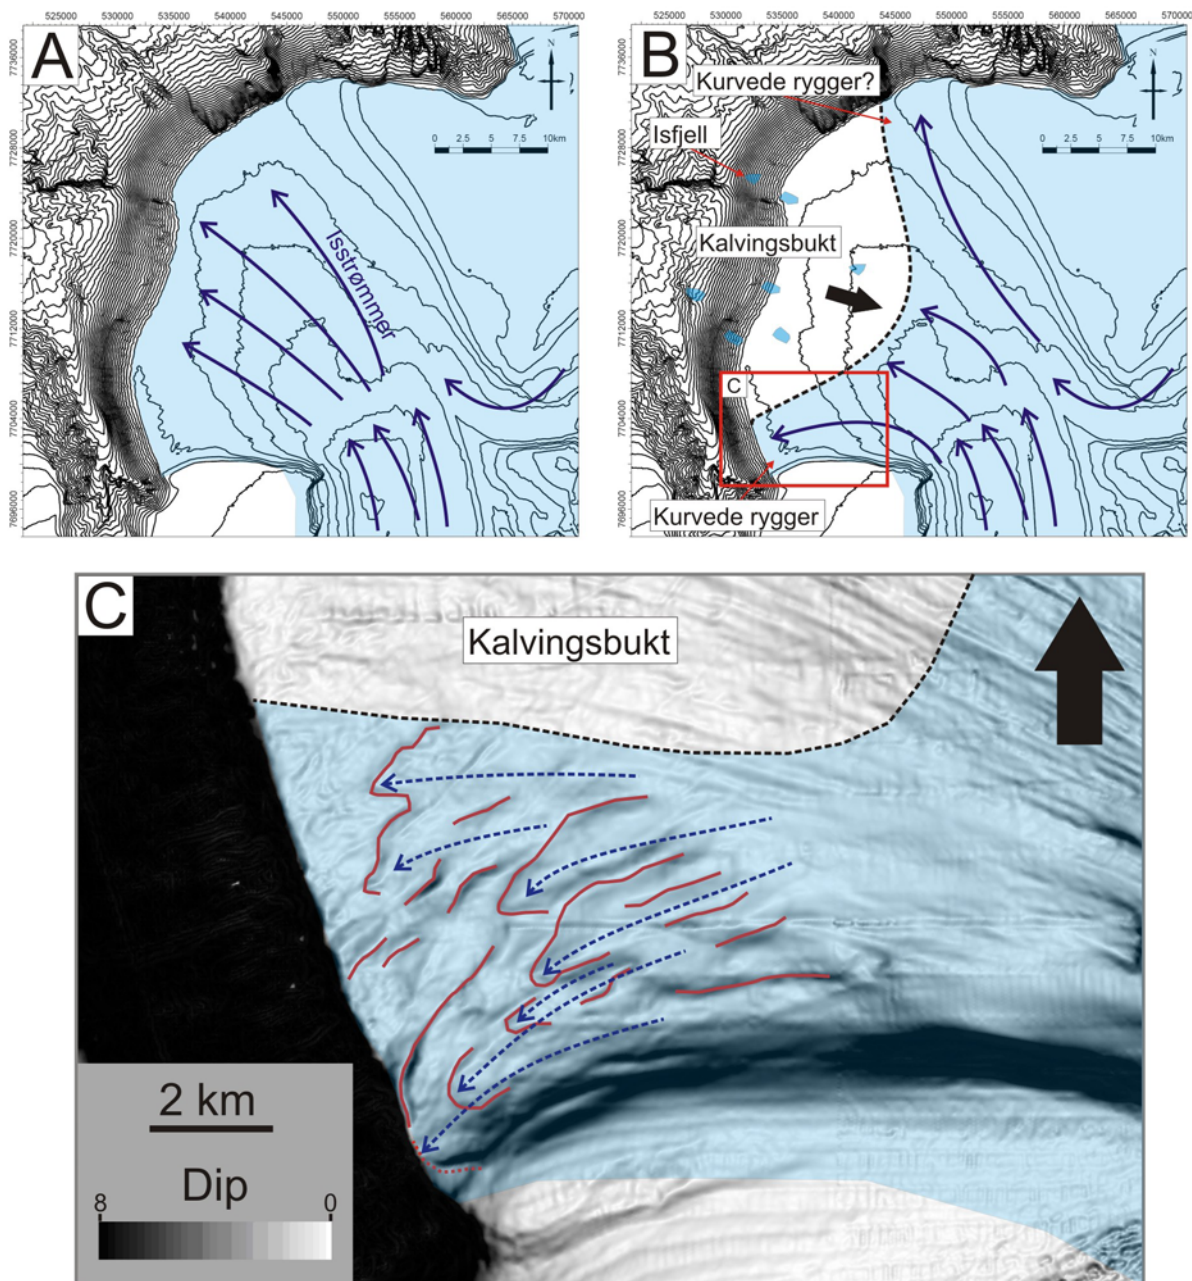 525000 530000 535000 540000 545000 550000 555000 560000 565000 570000
7736000
7728000
7720000
7712000
7704000
7696000
A
N
0 2.5 5 7.5 10km
Isstrømmer
525000 530000 535000 540000 545000 550000 555000 560000 565000 570000
7736000
7728000
7720000
7712000
7704000
7696000
B
N
Kurvede rygger?
0 2.5 5 7.5 10km
Isfjell
Kalvingsbukt
C
Kurvede rygger
C
Kalvingsbukt
2 km
Dip
8 0